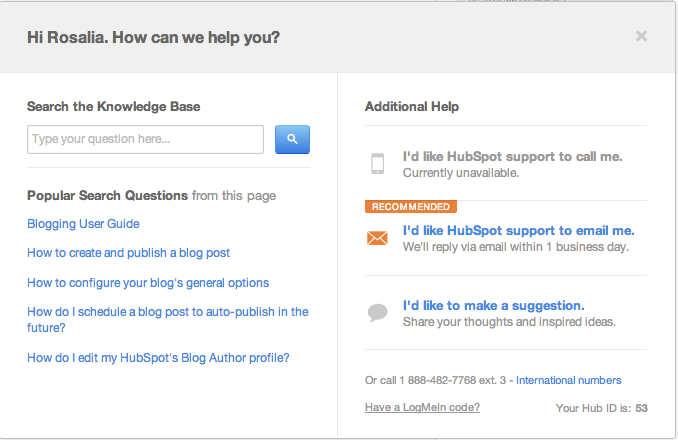 Hi Rosalia. How can we help you?
Search the Knowledge Base
Type your question here...
Popular Search Questions from this page
Blogging User Guide
How to create and publish a blog post
How to configure your blog's general options
How do I schedule a blog post to auto-publish in the
future?
How do I edit my HubSpot's Blog Author profile?
Additional Help
I'd like HubSpot support to call me.
Currently unavailable.
RECOMMENDED
I'd like HubSpot support to email me.
We'll reply via email within 1 business day.
I'd like to make a suggestion.
Share your thoughts and inspired ideas.
Or call 1 888-482-7768 ext. 3 - International numbers
Have a LogMeIn code?
Your Hub ID is: 53